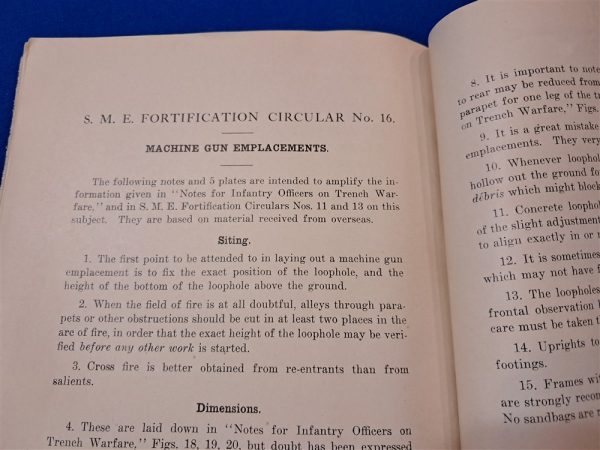 S. M. E. FORTIFICATION CIRCULAR No. 16.
MACHINE GUN EMPLACEMENTS.
The following notes and 5 plates are intended to amplify the in-
formation given in "Notes for Infantry Officers on Trench War-
fare," and in S. M. E. Fortification Circulars Nos. 11 and 13 on this
subject. They are based on material received from overseas.
Siting.
1. The first point to be attended to in laying out a machine gun
emplacement is to fix the exact position of the loophole, and the
height of the bottom of the loophole above the ground.
2. When the field of fire is at all doubtful, alleys through para-
pets or other obstructions should be cut in at least two places in the
arc of fire, in order that the exact height of the loophole may be veri-
fied before any other work is started.
3. Cross fire is better obtained from re-entrants than from
salients.
Dimensions.
4. These are laid down in "Notes for Infantry Officers on
Trench Warfare," Figs. 18, 19, 20, but doubt has been expressed
8. It is important to note
to rear may be reduced from
parapet for one leg of the
on Trench Warfare," Figs.
9. It is a great mistake
emplacements. They very
10. Whenever
hollow out the ground
débris which might block
11. Concrete
of the slight adjustment
to align exactly in or
12. It is sometimes
which may not have
13. The loopholes
frontal observation
care must be taken
14. Uprights to
footings.
15. Frames
are strongly
No sandbags are